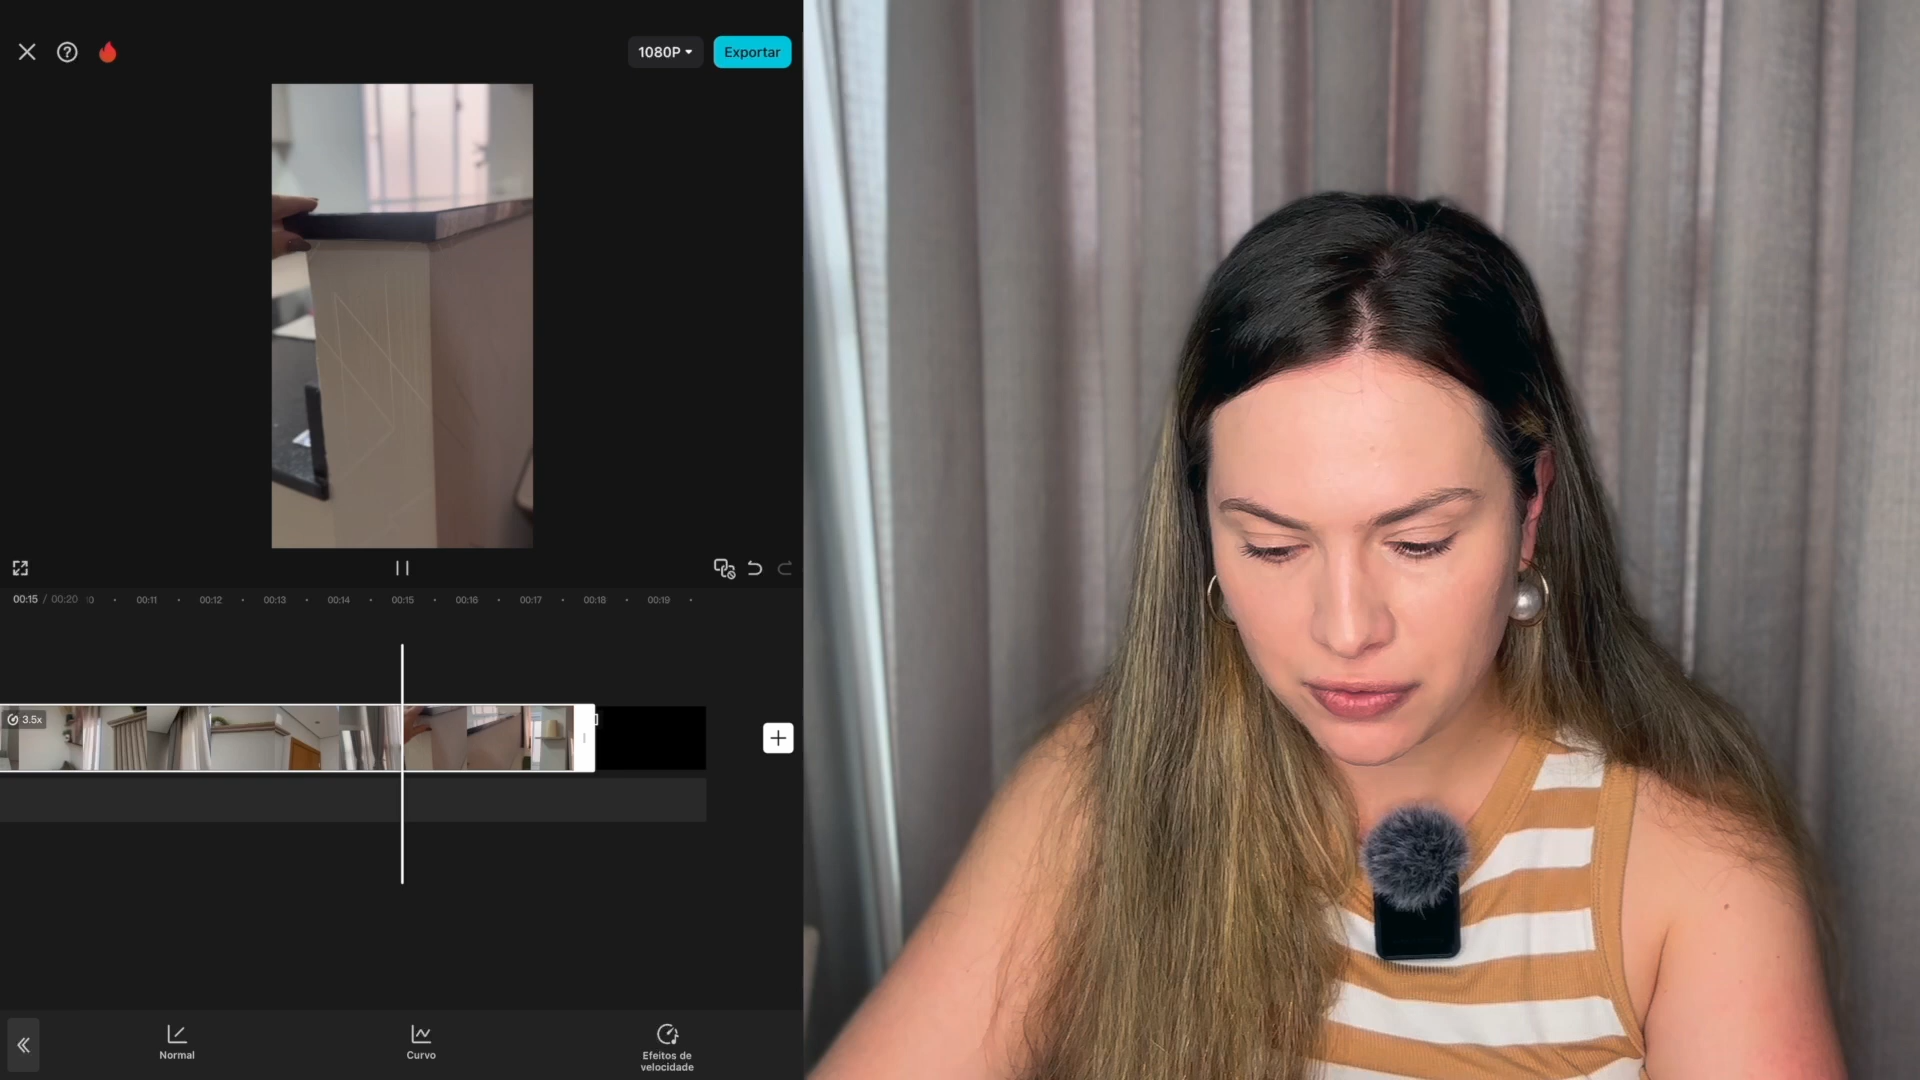 1080P
Exportar
00:15 / 00:20
00:11
00:12
00:13
00:14
00:15
00:16
00:17
00:18
00:19
3.5x
Normal
Curvo
Efeitos de
velocidade